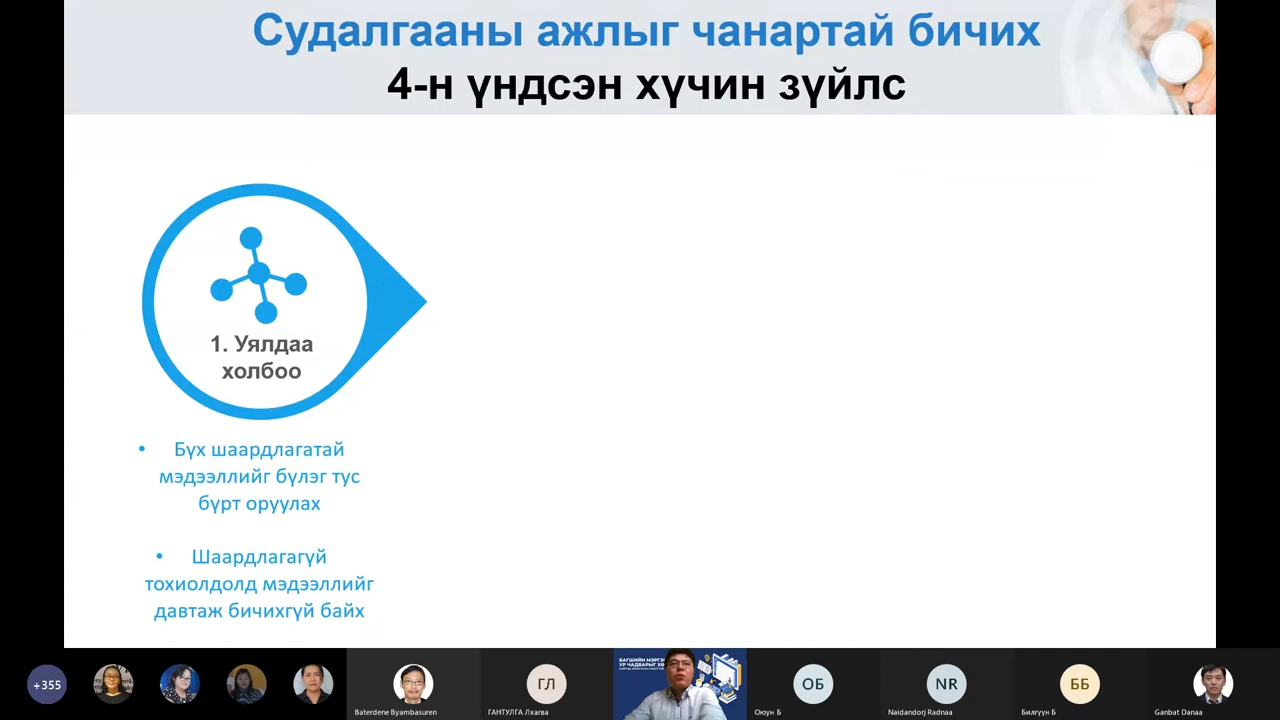 Судалгааны ажлыг чанартай бичих
4-н үндсэн хүчин зүйлс
1. Уялдаа
холбоо
• Бүх шаардлагатай
мэдээллийг бүлэг тус
бүрт оруулах
• Шаардлагагүй
тохиолдолд мэдээллийг
давтаж бичихгүй байх
+355
Baterdene Byambasuren
ГЛ
ГАНТУЛГА Лхагва
ОБ
Оюун Б
NR
Naidandorj Radnaa
ББ
Билгүүн Б
Ganbat Danaa